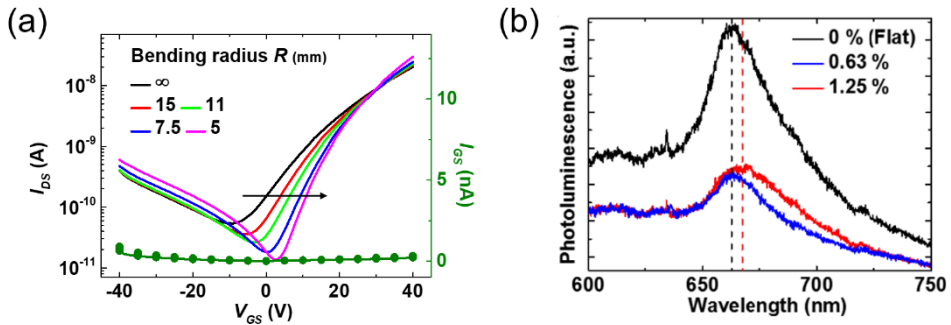 (a)
Bending radius R (mm)
∞
15 11
7.5 5
10⁻⁸
10⁻⁹
10⁻¹⁰
10⁻¹¹
I_DS (A)
-40 -20 0 20 40
V_GS (V)
10
5
0
I_GS (nA)
(b)
0 % (Flat)
0.63 %
1.25 %
Photoluminescence (a.u.)
600 650 700 750
Wavelength (nm)